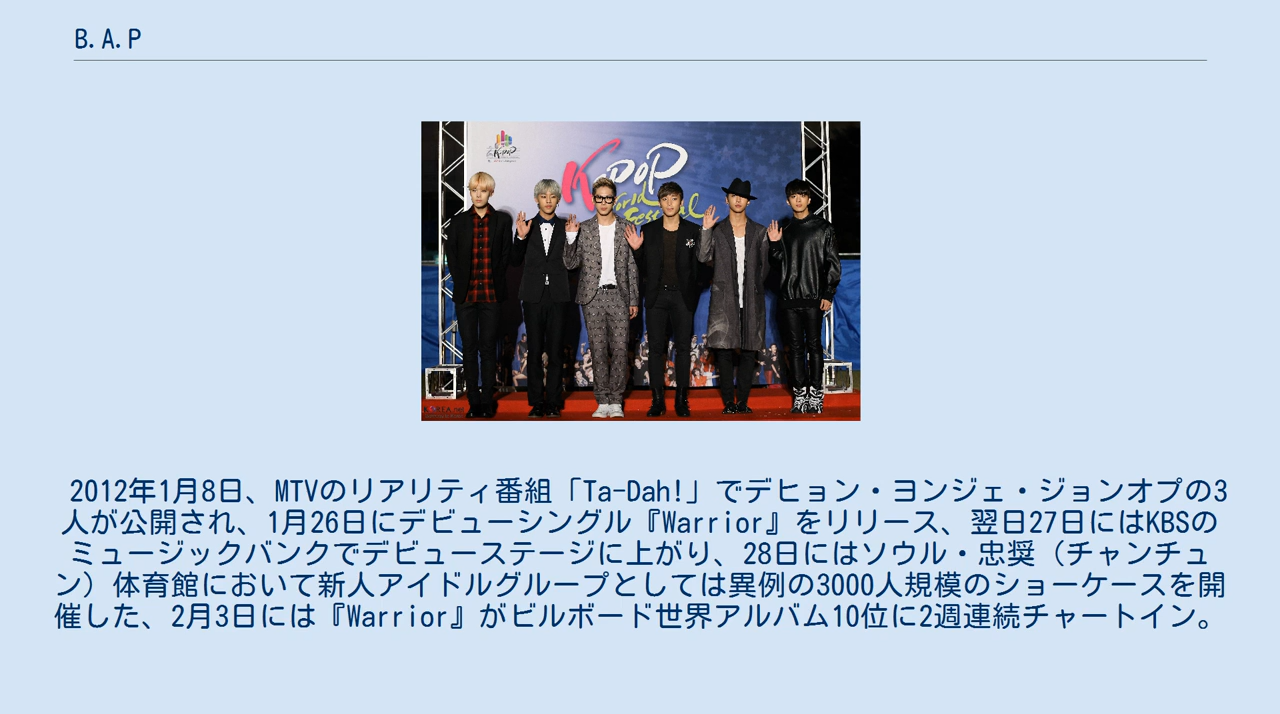 B.A.P
K-POP
KPOP
World
Festival
KOREA.net
2012年1月8日、MTVのリアリティ番組「Ta-Dah!」でデヒョン・ヨンジェ・ジョンオプの3
人が公開され、1月26日にデビューシングル『Warrior』をリリース、翌日27日にはKBSの
ミュージックバンクでデビューステージに上がり、28日にはソウル・忠奨（チャンチュ
ン）体育館において新人アイドルグループとしては異例の3000人規模のショーケースを開
催した、2月3日には『Warrior』がビルボード世界アルバム10位に2週連続チャートイン。